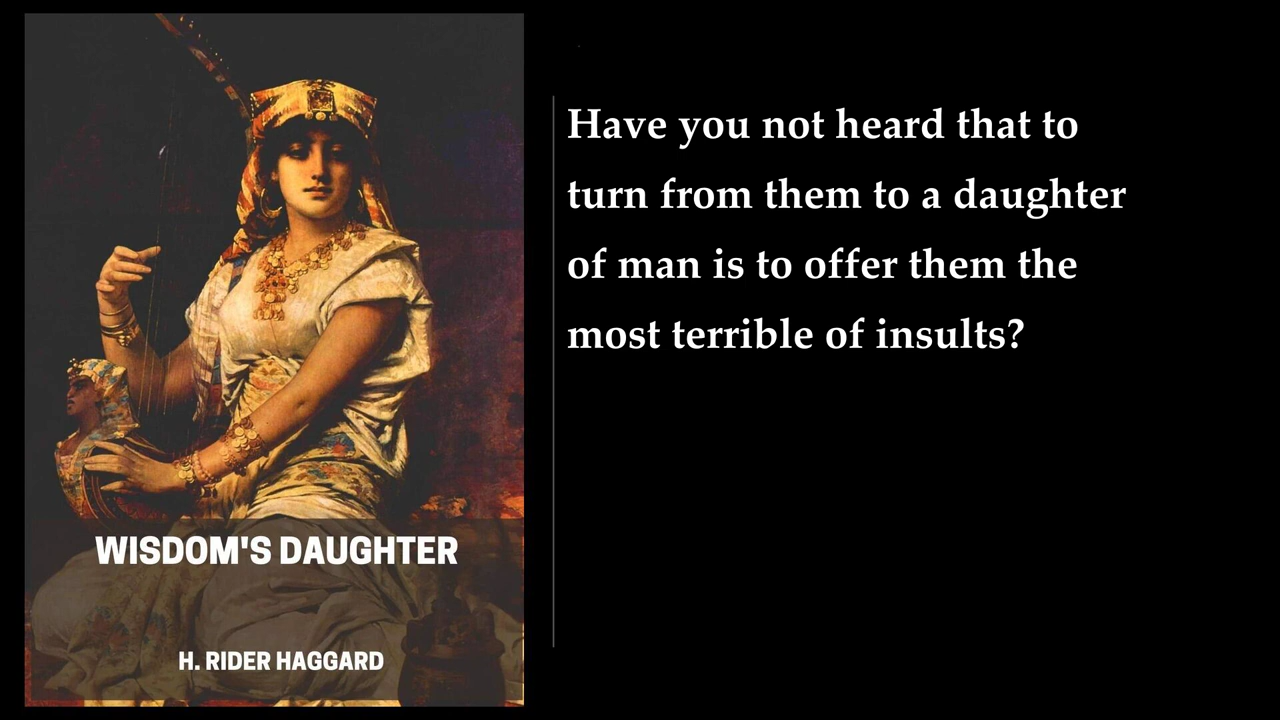 WISDOM'S DAUGHTER
H. RIDER HAGGARD
Have you not heard that to
turn from them to a daughter
of man is to offer them the
most terrible of insults?